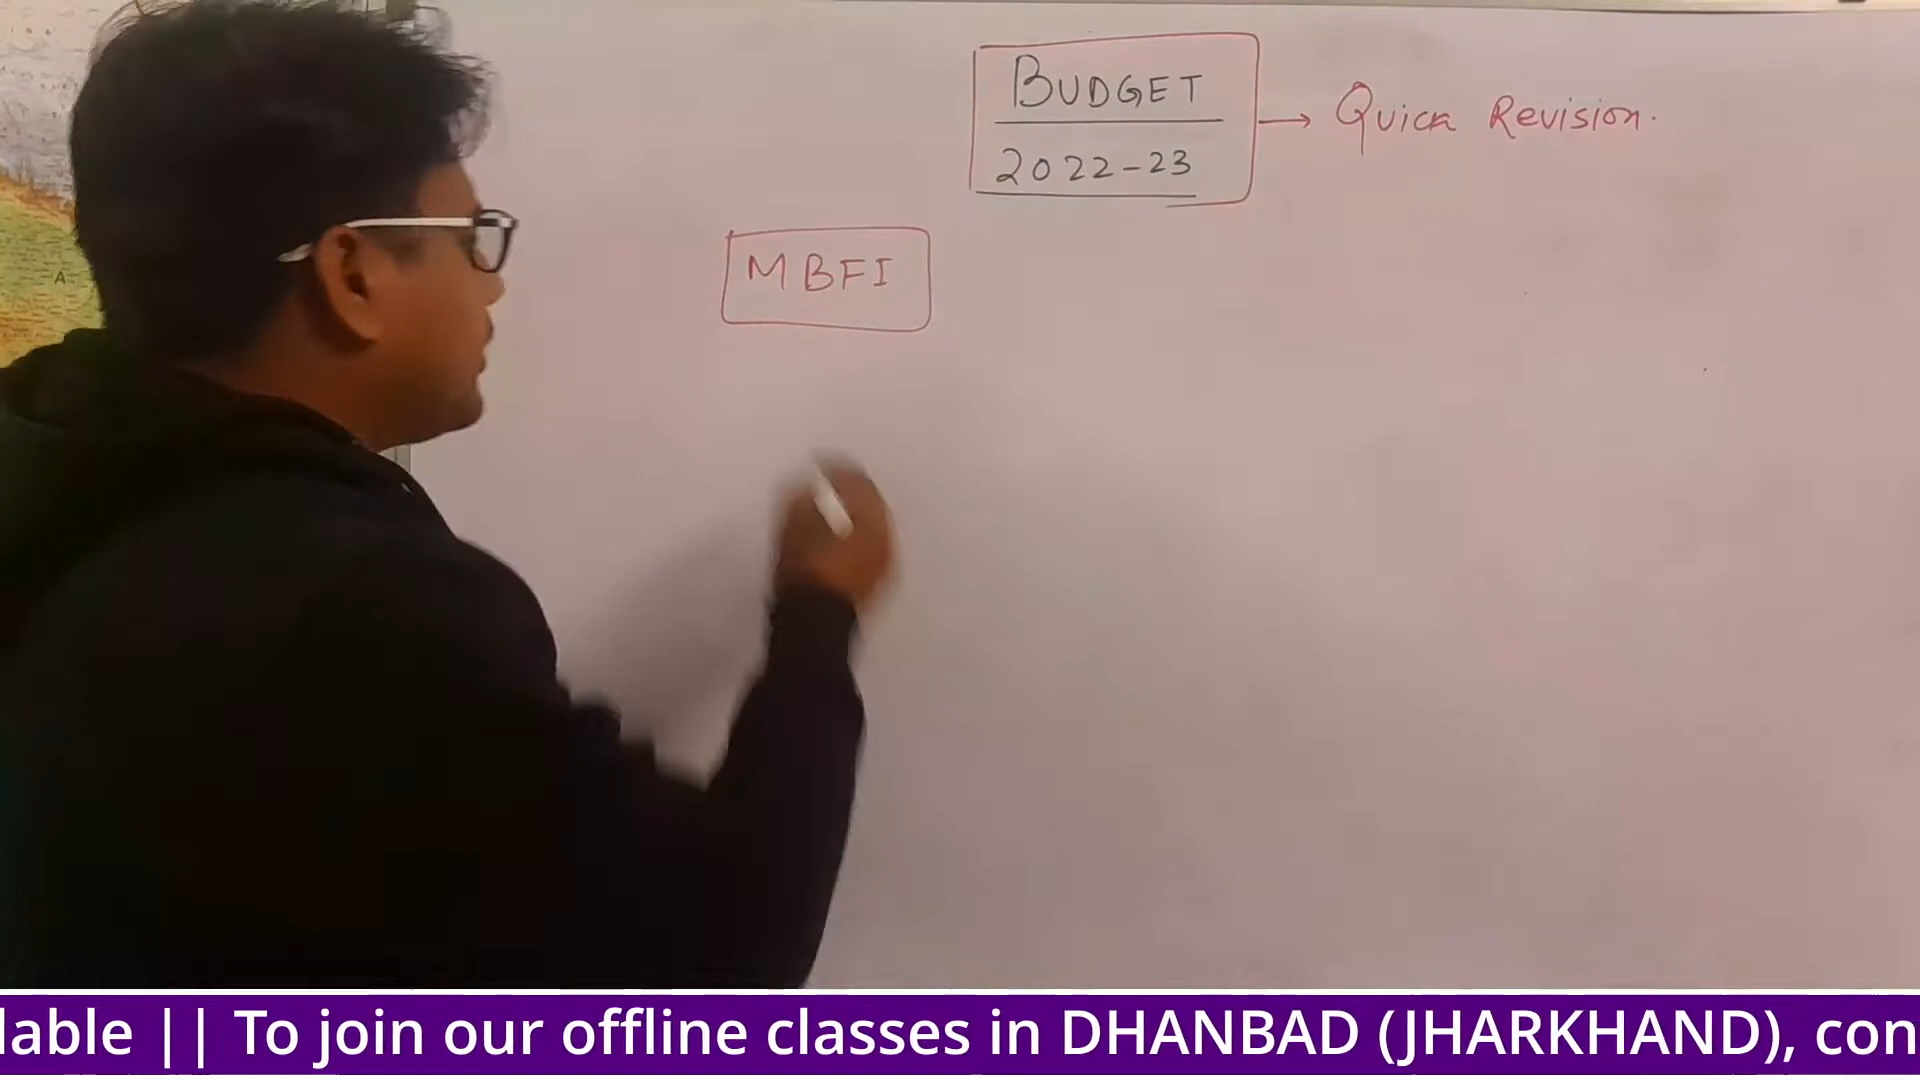 BUDGET
2022-23
→ Quick Revision.
MBFI
lable || To join our offline classes in DHANBAD (JHARKHAND), con